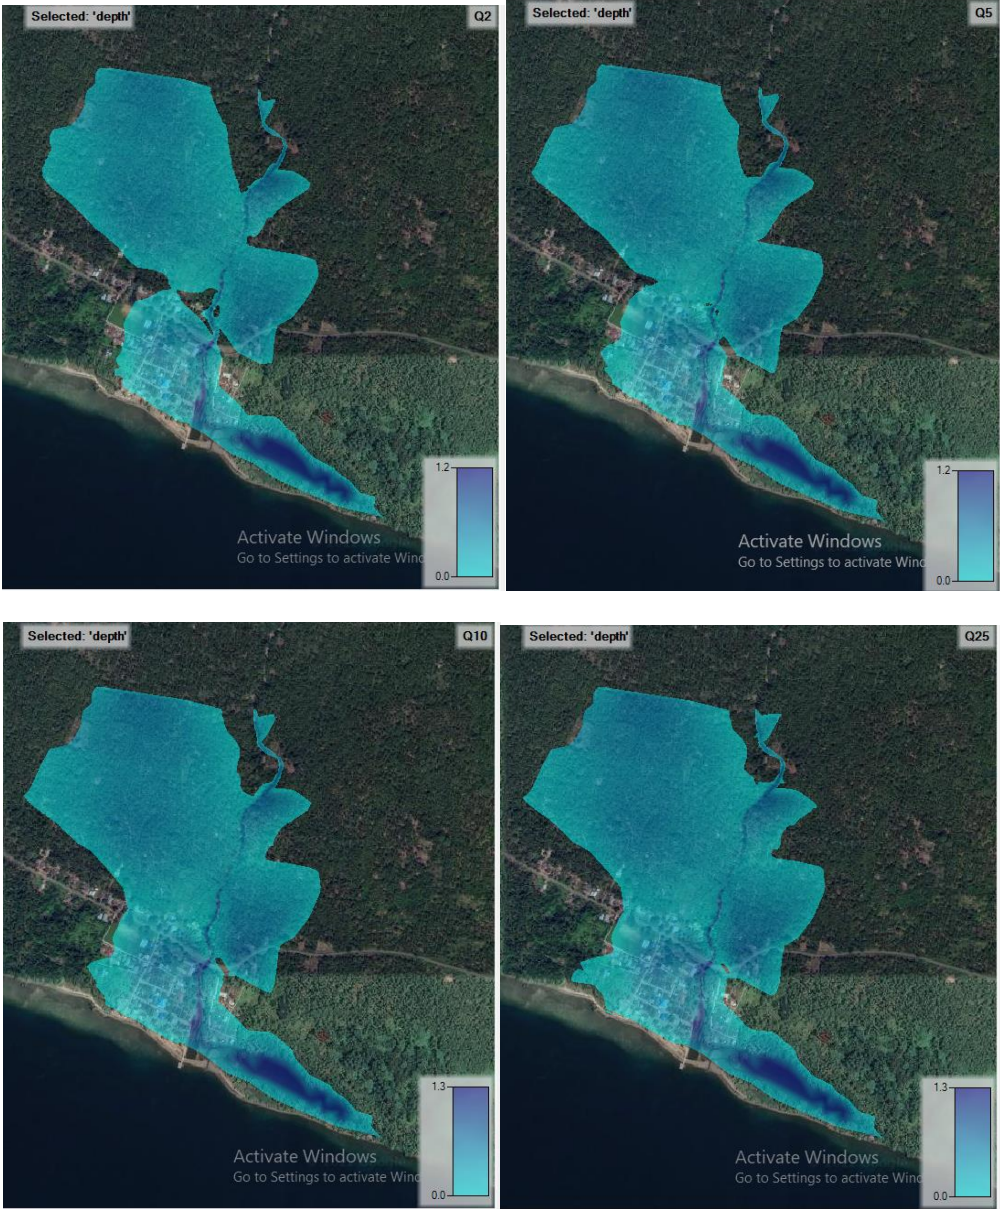 Selected: 'depth'
Q2
1.2
0.0
Activate Windows
Go to Settings to activate Wind
Selected: 'depth'
Q5
1.2
0.0
Activate Windows
Go to Settings to activate Wind
Selected: 'depth'
Q10
1.3
0.0
Activate Windows
Go to Settings to activate Wind
Selected: 'depth'
Q25
1.3
0.0
Activate Windows
Go to Settings to activate Wind